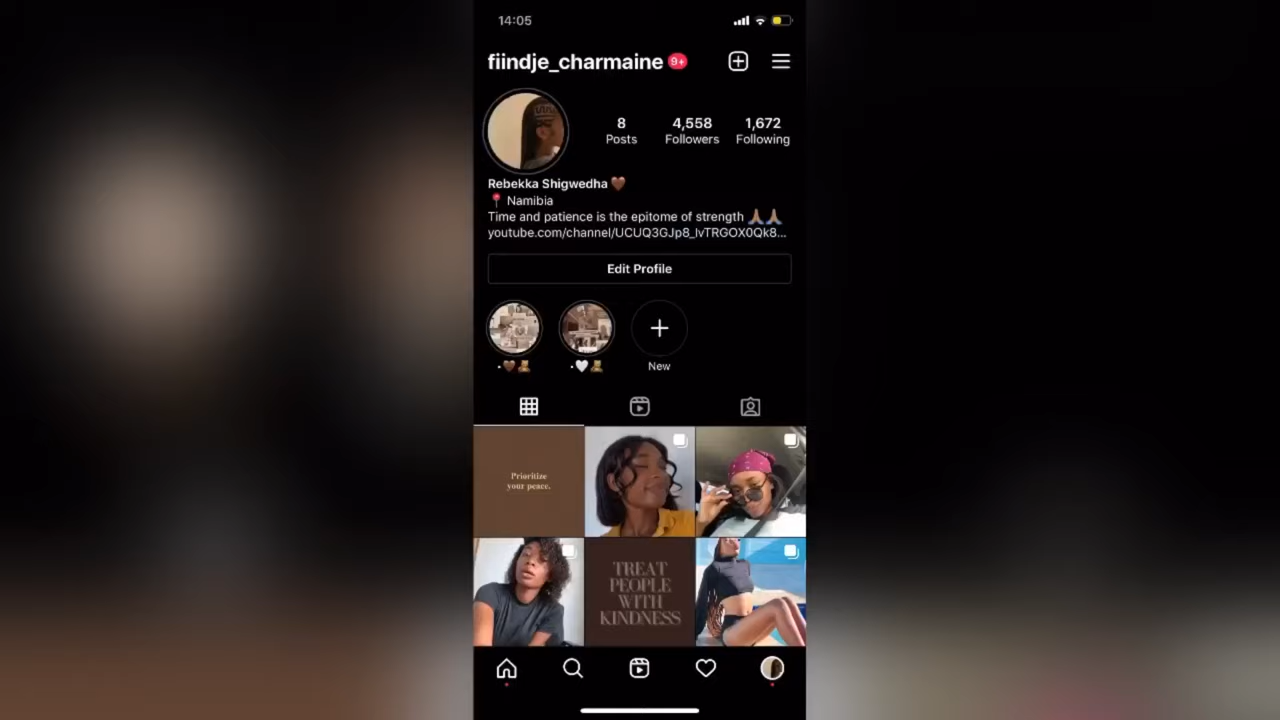 14:05
fiindje_charmaine 9+
8 4,558 1,672
Posts Followers Following
Rebekka Shigwedha 🤎
📍 Namibia
Time and patience is the epitome of strength 🙏🏽🙏🏽
youtube.com/channel/UCUQ3GJp8_IvTRGOX0Qk8...
Edit Profile
•🤎🧸 •🤍🧸 New
Prioritize
your peace.
TREAT
PEOPLE
WITH
KINDNESS